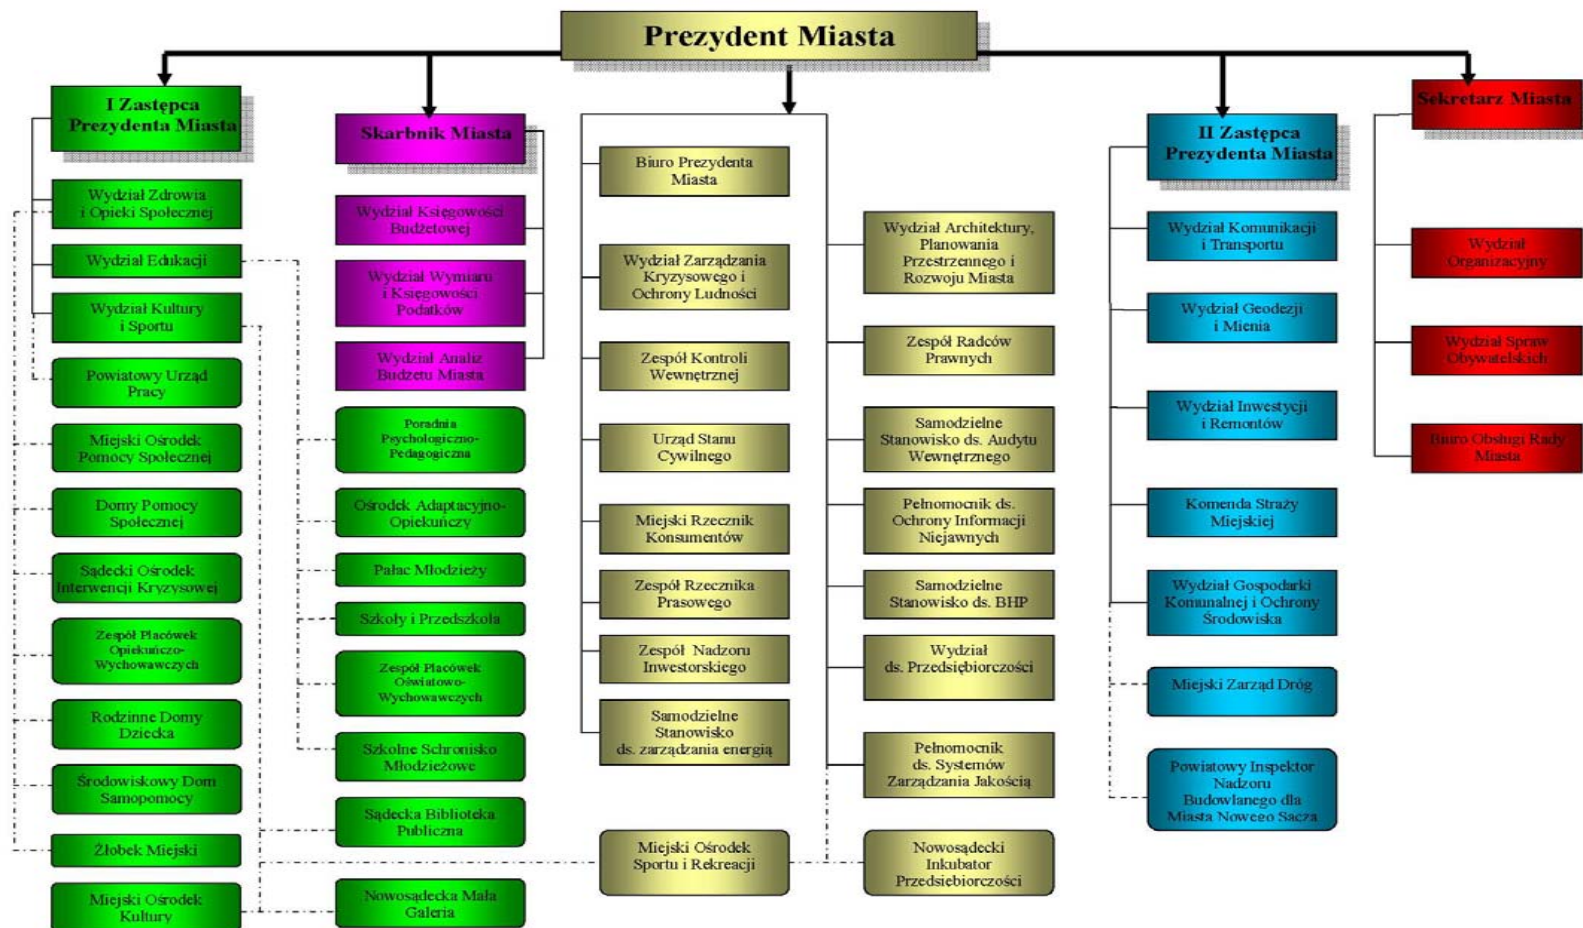 Prezydent Miasta
I Zastępca
Prezydenta Miasta
Wydział Zdrowia
i Opieki Społecznej
Wydział Edukacji
Wydział Kultury
i Sportu
Powiatowy Urząd
Pracy
Miejski Ośrodek
Pomocy Społecznej
Domy Pomocy
Społecznej
Sądecki Ośrodek
Interwencji Kryzysowej
Zespół Placówek
Opiekuńczo-
Wychowawczych
Rodzinne Domy
Dziecka
Środowiskowy Dom
Samopomocy
Żłobek Miejski
Miejski Ośrodek
Kultury
Skarbnik Miasta
Wydział Księgowości
Budżetowej
Wydział Wymiaru
i Księgowości
Podatków
Wydział Analiz
Budżetu Miasta
Poradnia
Psychologiczno-
Pedagogiczna
Ośrodek Adaptacyjno-
Opiekuńczy
Pałac Młodzieży
Szkoły i Przedszkola
Zespół Placówek
Oświatowo-
Wychowawczych
Szkolne Schronisko
Młodzieżowe
Sądecka Biblioteka
Publiczna
Nowosądecka Mała
Galeria
Biuro Prezydenta
Miasta
Wydział Zarządzania
Kryzysowego i
Ochrony Ludności
Zespół Kontroli
Wewnętrznej
Urząd Stanu
Cywilnego
Miejski Rzecznik
Konsumentów
Zespół Rzecznika
Prasowego
Zespół Nadzoru
Inwestorskiego
Samodzielne
Stanowisko
ds. zarządzania energią
Miejski Ośrodek
Sportu i Rekreacji
Wydział Architektury,
Planowania
Przestrzennego i
Rozwoju Miasta
Zespół Radców
Prawnych
Samodzielne
Stanowisko ds. Audytu
Wewnętrznego
Pełnomocnik ds.
Ochrony Informacji
Niejawnych
Samodzielne
Stanowisko ds. BHP
Wydział
ds. Przedsiębiorczości
Pełnomocnik
ds. Systemów
Zarządzania Jakością
Nowosądecki
Inkubator
Przedsiebiorczości
II Zastępca
Prezydenta Miasta
Wydział Komunikacji
i Transportu
Wydział Geodezji
i Mienia
Wydział Inwestycji
i Remontów
Komenda Straży
Miejskiej
Wydział Gospodarki
Komunalnej i Ochrony
Środowiska
Miejski Zarząd Dróg
Powiatowy Inspektor
Nadzoru
Budowlanego dla
Miasta Nowego Sącza
Sekretarz Miasta
Wydział
Organizacyjny
Wydział Spraw
Obywatelskich
Biuro Obsługi Rady
Miasta